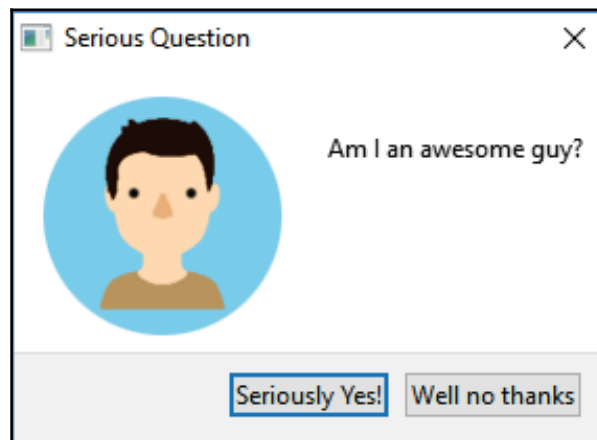 Serious Question
Am I an awesome guy?
Seriously Yes!
Well no thanks